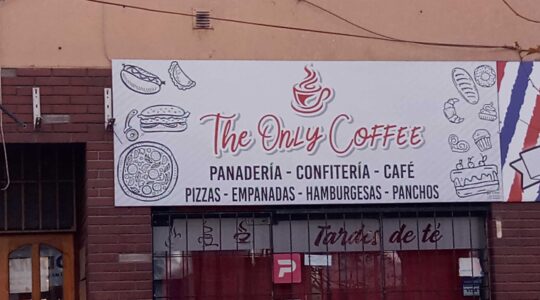 The Only Coffee
PANADERÍA - CONFITERÍA - CAFÉ
PIZZAS - EMPANADAS - HAMBURGESAS - PANCHOS
Tardes de té